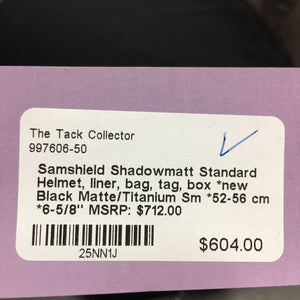 The Tack Collector
997606-50
Samshield Shadowmatt Standard
Helmet, liner, bag, tag, box *new
Black Matte/Titanium Sm *52-56 cm
*6-5/8" MSRP: $712.00
25NN1J
$604.00